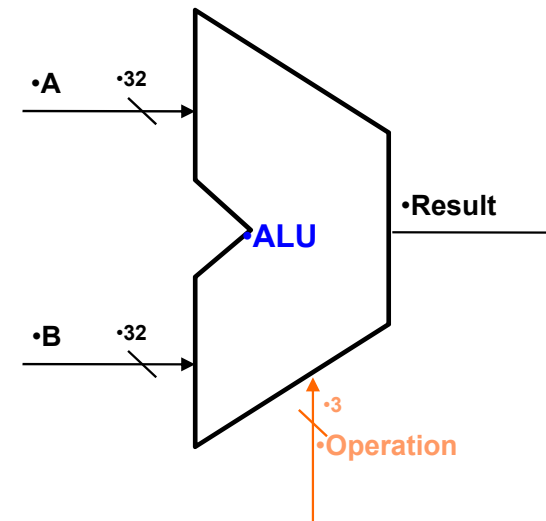 •A
•32
•Result
•ALU
•B
•32
•3
•Operation